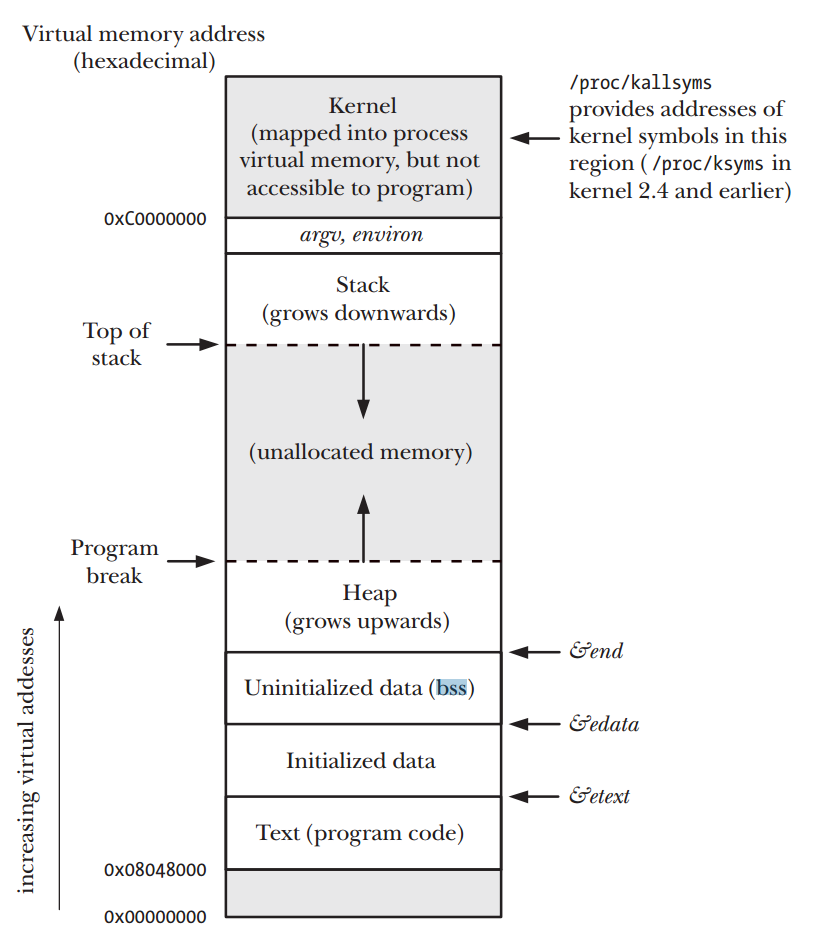 Virtual memory address
(hexadecimal)
/proc/kallsyms
provides addresses of
kernel symbols in this
region ( /proc/ksyms in
kernel 2.4 and earlier)
Kernel
(mapped into process
virtual memory, but not
accessible to program)
0xC0000000
argv, environ
Stack
(grows downwards)
Top of
stack
(unallocated memory)
Program
break
Heap
(grows upwards)
&end
Uninitialized data (bss)
&edata
Initialized data
&etext
Text (program code)
0x08048000
0x00000000
increasing virtual addesses